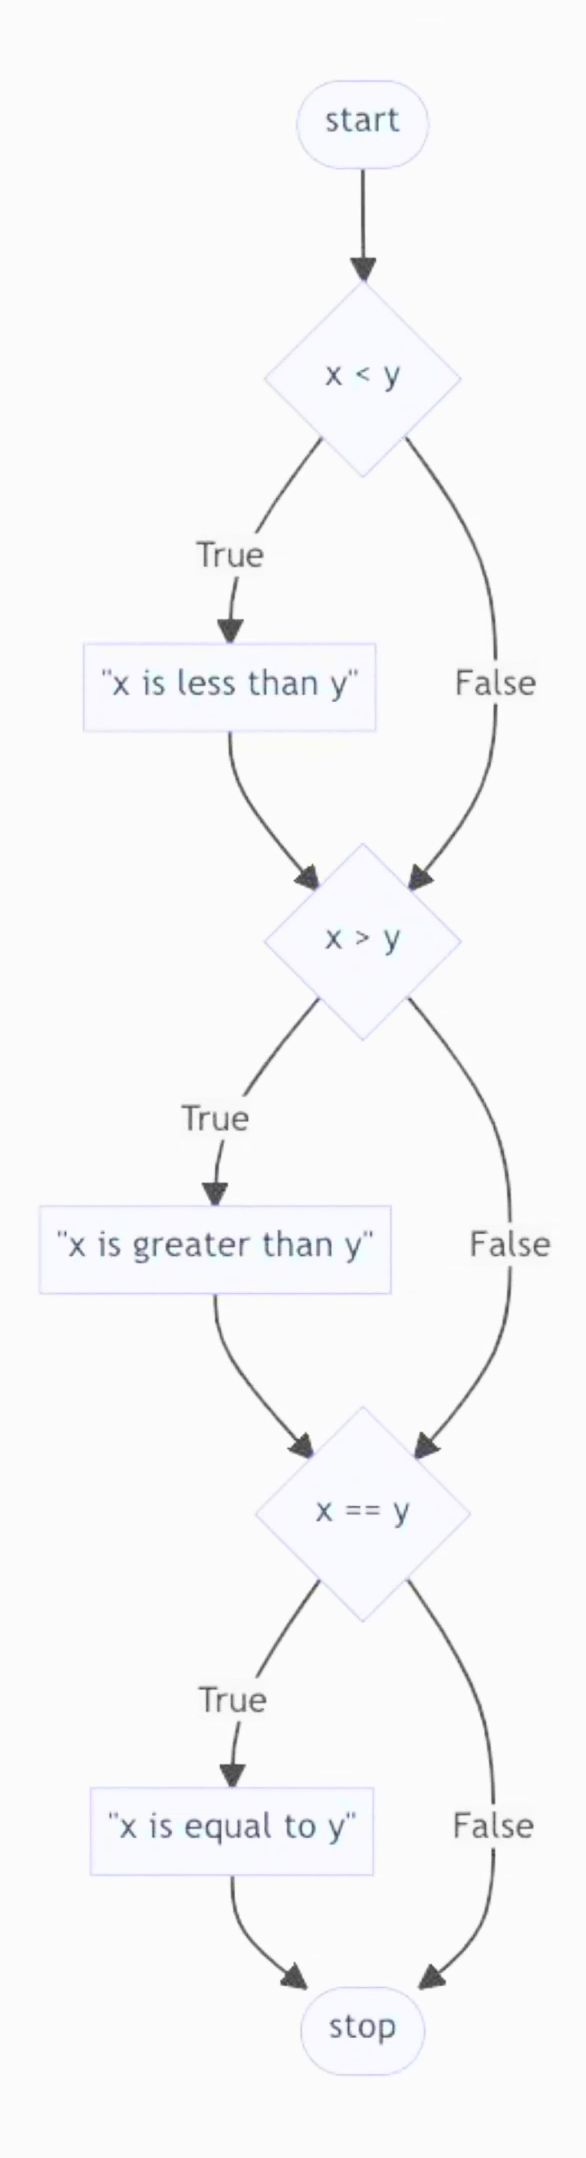 start
x < y
True
"x is less than y"
False
x > y
True
"x is greater than y"
False
x == y
True
"x is equal to y"
False
stop